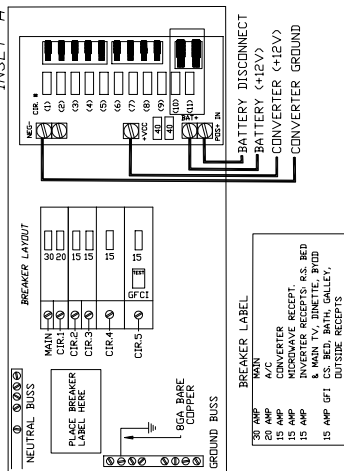 INSET A
NEUTRAL BUSS
BREAKER LAYOUT
PLACE BREAKER
LABEL HERE
MAIN
CIR.1
CIR.2
CIR.3
CIR.4
CIR.5
30
20
15
15
15
15
TEST
GFCI
8GA BARE
COPPER
GROUND BUSS
NEG-
CIR. #
(1)
(2)
(3)
(4)
(5)
(6)
(7)
(8)
(9)
(10)
(11)
+VCC
40
40
BAT+
POS+ IN
BATTERY DISCONNECT
BATTERY (+12V)
CONVERTER (+12V)
CONVERTER GROUND
BREAKER LABEL
30 AMP MAIN
20 AMP A/C
15 AMP CONVERTER
15 AMP MICROWAVE RECEPT.
15 AMP INVERTER RECEPTS: R.S. BED
& MAIN TV, DINETTE, BYOD
15 AMP GFI CS. BED, BATH, GALLEY,
OUTSIDE RECEPTS